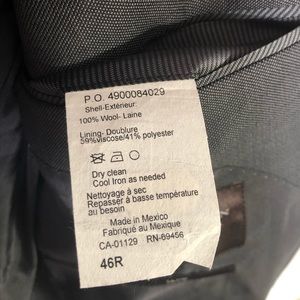 P.O. 4900084029
Shell-Extérieur:
100% Wool- Laine
Lining- Doublure
59%viscose/41% polyester
Dry clean
Cool Iron as needed
Nettoyage à sec
Repasser à basse température
au besoin
Made in Mexico
Fabriqué au Mexique
CA-01129 RN-69456
46R